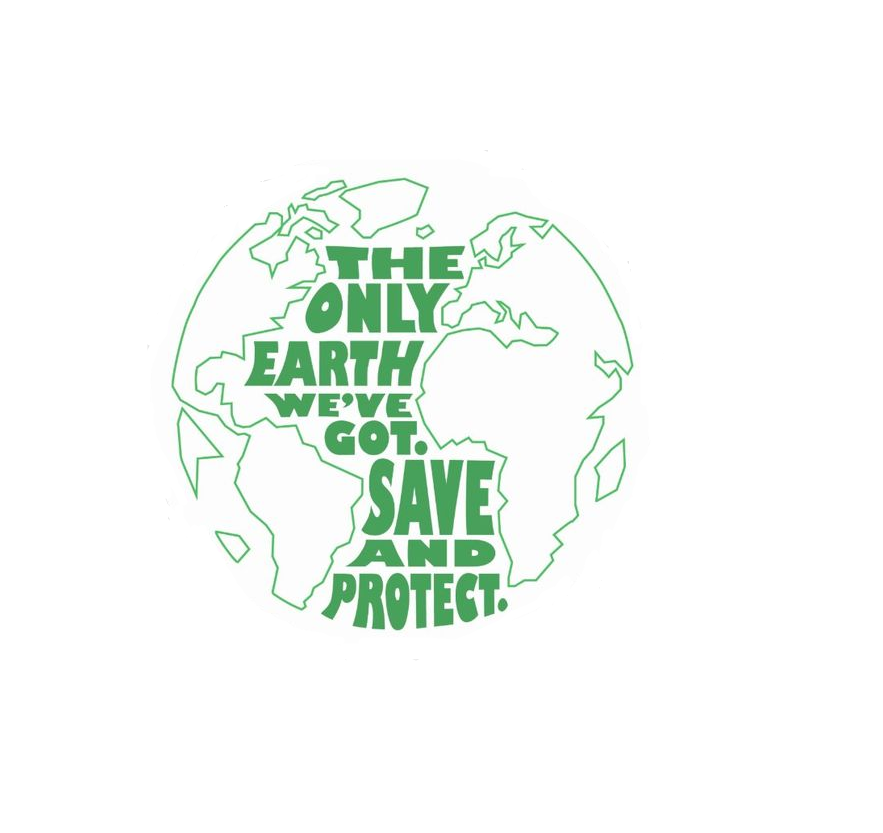 THE
ONLY
EARTH
WE'VE
GOT.
SAVE
AND
PROTECT.